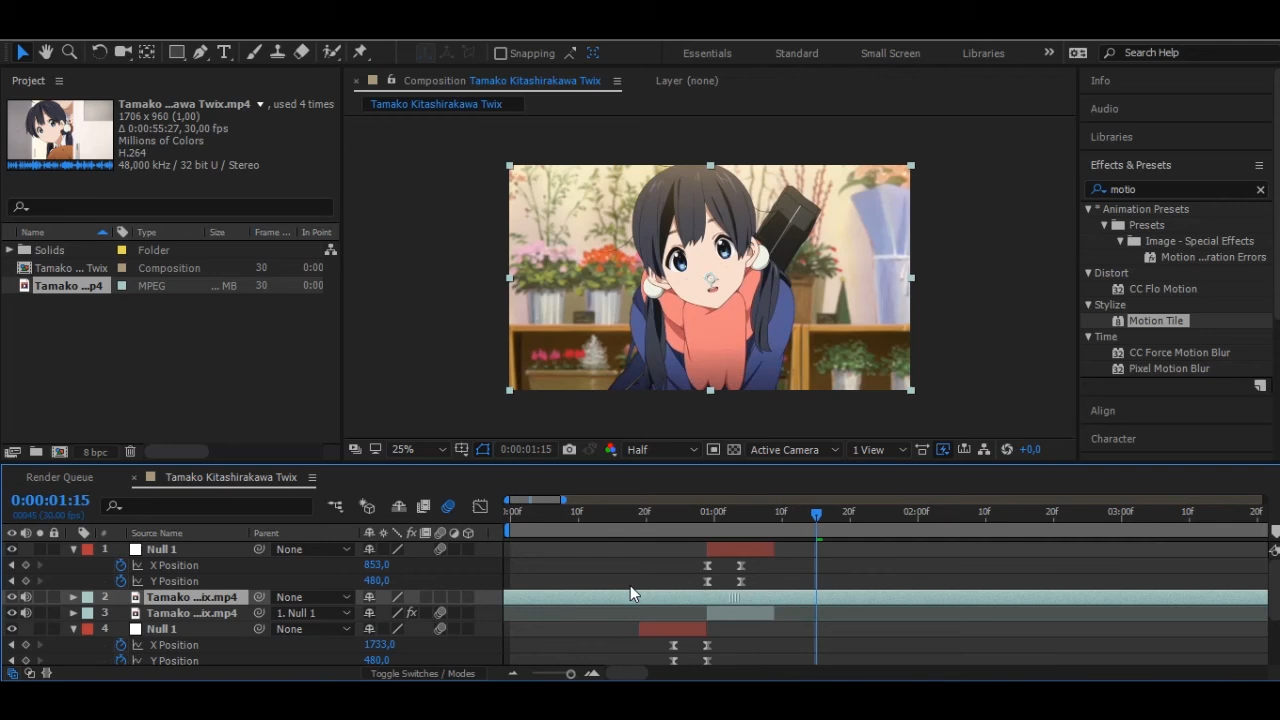 Snapping
Essentials
Standard
Small Screen
Libraries
Search Help
Project
Composition Tamako Kitashirakawa Twix
Layer (none)
Info
Tamako ...awa Twix.mp4
, used 4 times
1706 x 960 (1,00)
Δ 0:00:55:27, 30,00 fps
Millions of Colors
H.264
48,000 kHz / 32 bit U / Stereo
Tamako Kitashirakawa Twix
Audio
Libraries
Effects & Presets
motio
Name
Type
Size
Frame ...
In Point
Solids
Folder
Tamako ... Twix
Composition
30
0:00
Tamako ...p4
MPEG
... MB
30
0:00
* Animation Presets
Presets
Image - Special Effects
Motion ...ration Errors
Distort
CC Flo Motion
Stylize
Motion Tile
Time
CC Force Motion Blur
Pixel Motion Blur
Align
Character
8 bpc
25%
0:00:01:15
Half
Active Camera
1 View
+0,0
Render Queue
Tamako Kitashirakawa Twix
0:00:01:15
00045 (30.00 fps)
:00f
10f
20f
01:00f
10f
20f
02:00f
10f
20f
03:00f
10f
20f
#
Source Name
Parent
1
Null 1
None
X Position
853,0
Y Position
480,0
2
Tamako ...ix.mp4
None
3
Tamako ...ix.mp4
1. Null 1
4
Null 1
None
X Position
1733,0
Y Position
480,0
Toggle Switches / Modes